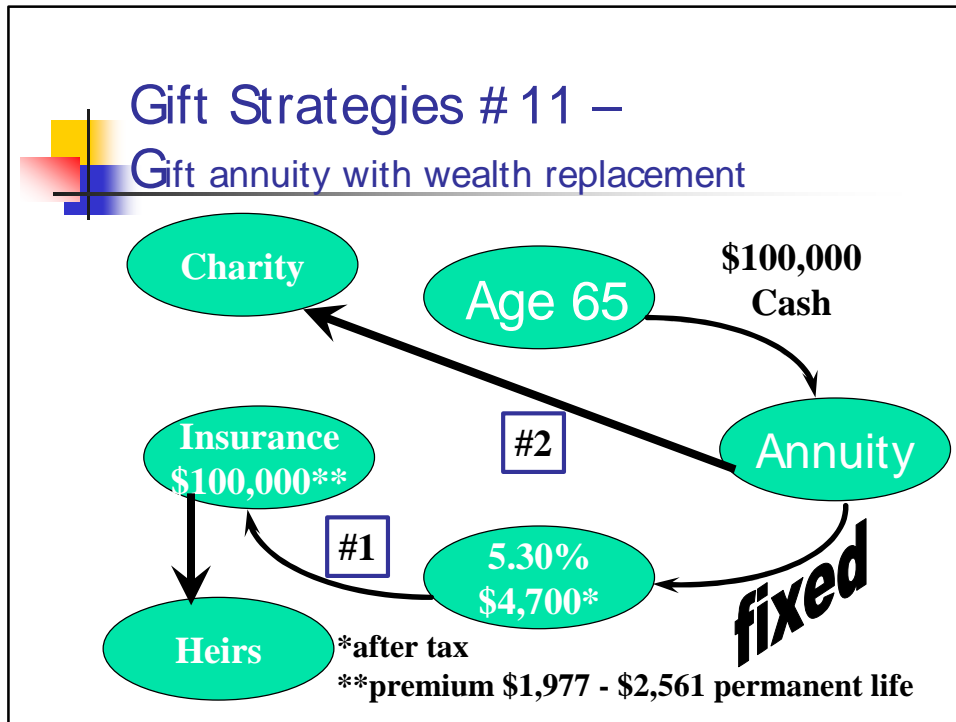 Gift Strategies # 11 –
Gift annuity with wealth replacement
Charity
Age 65
$100,000
Cash
Insurance
$100,000**
#2
Annuity
#1
5.30%
$4,700*
fixed
Heirs
*after tax
**premium $1,977 - $2,561 permanent life